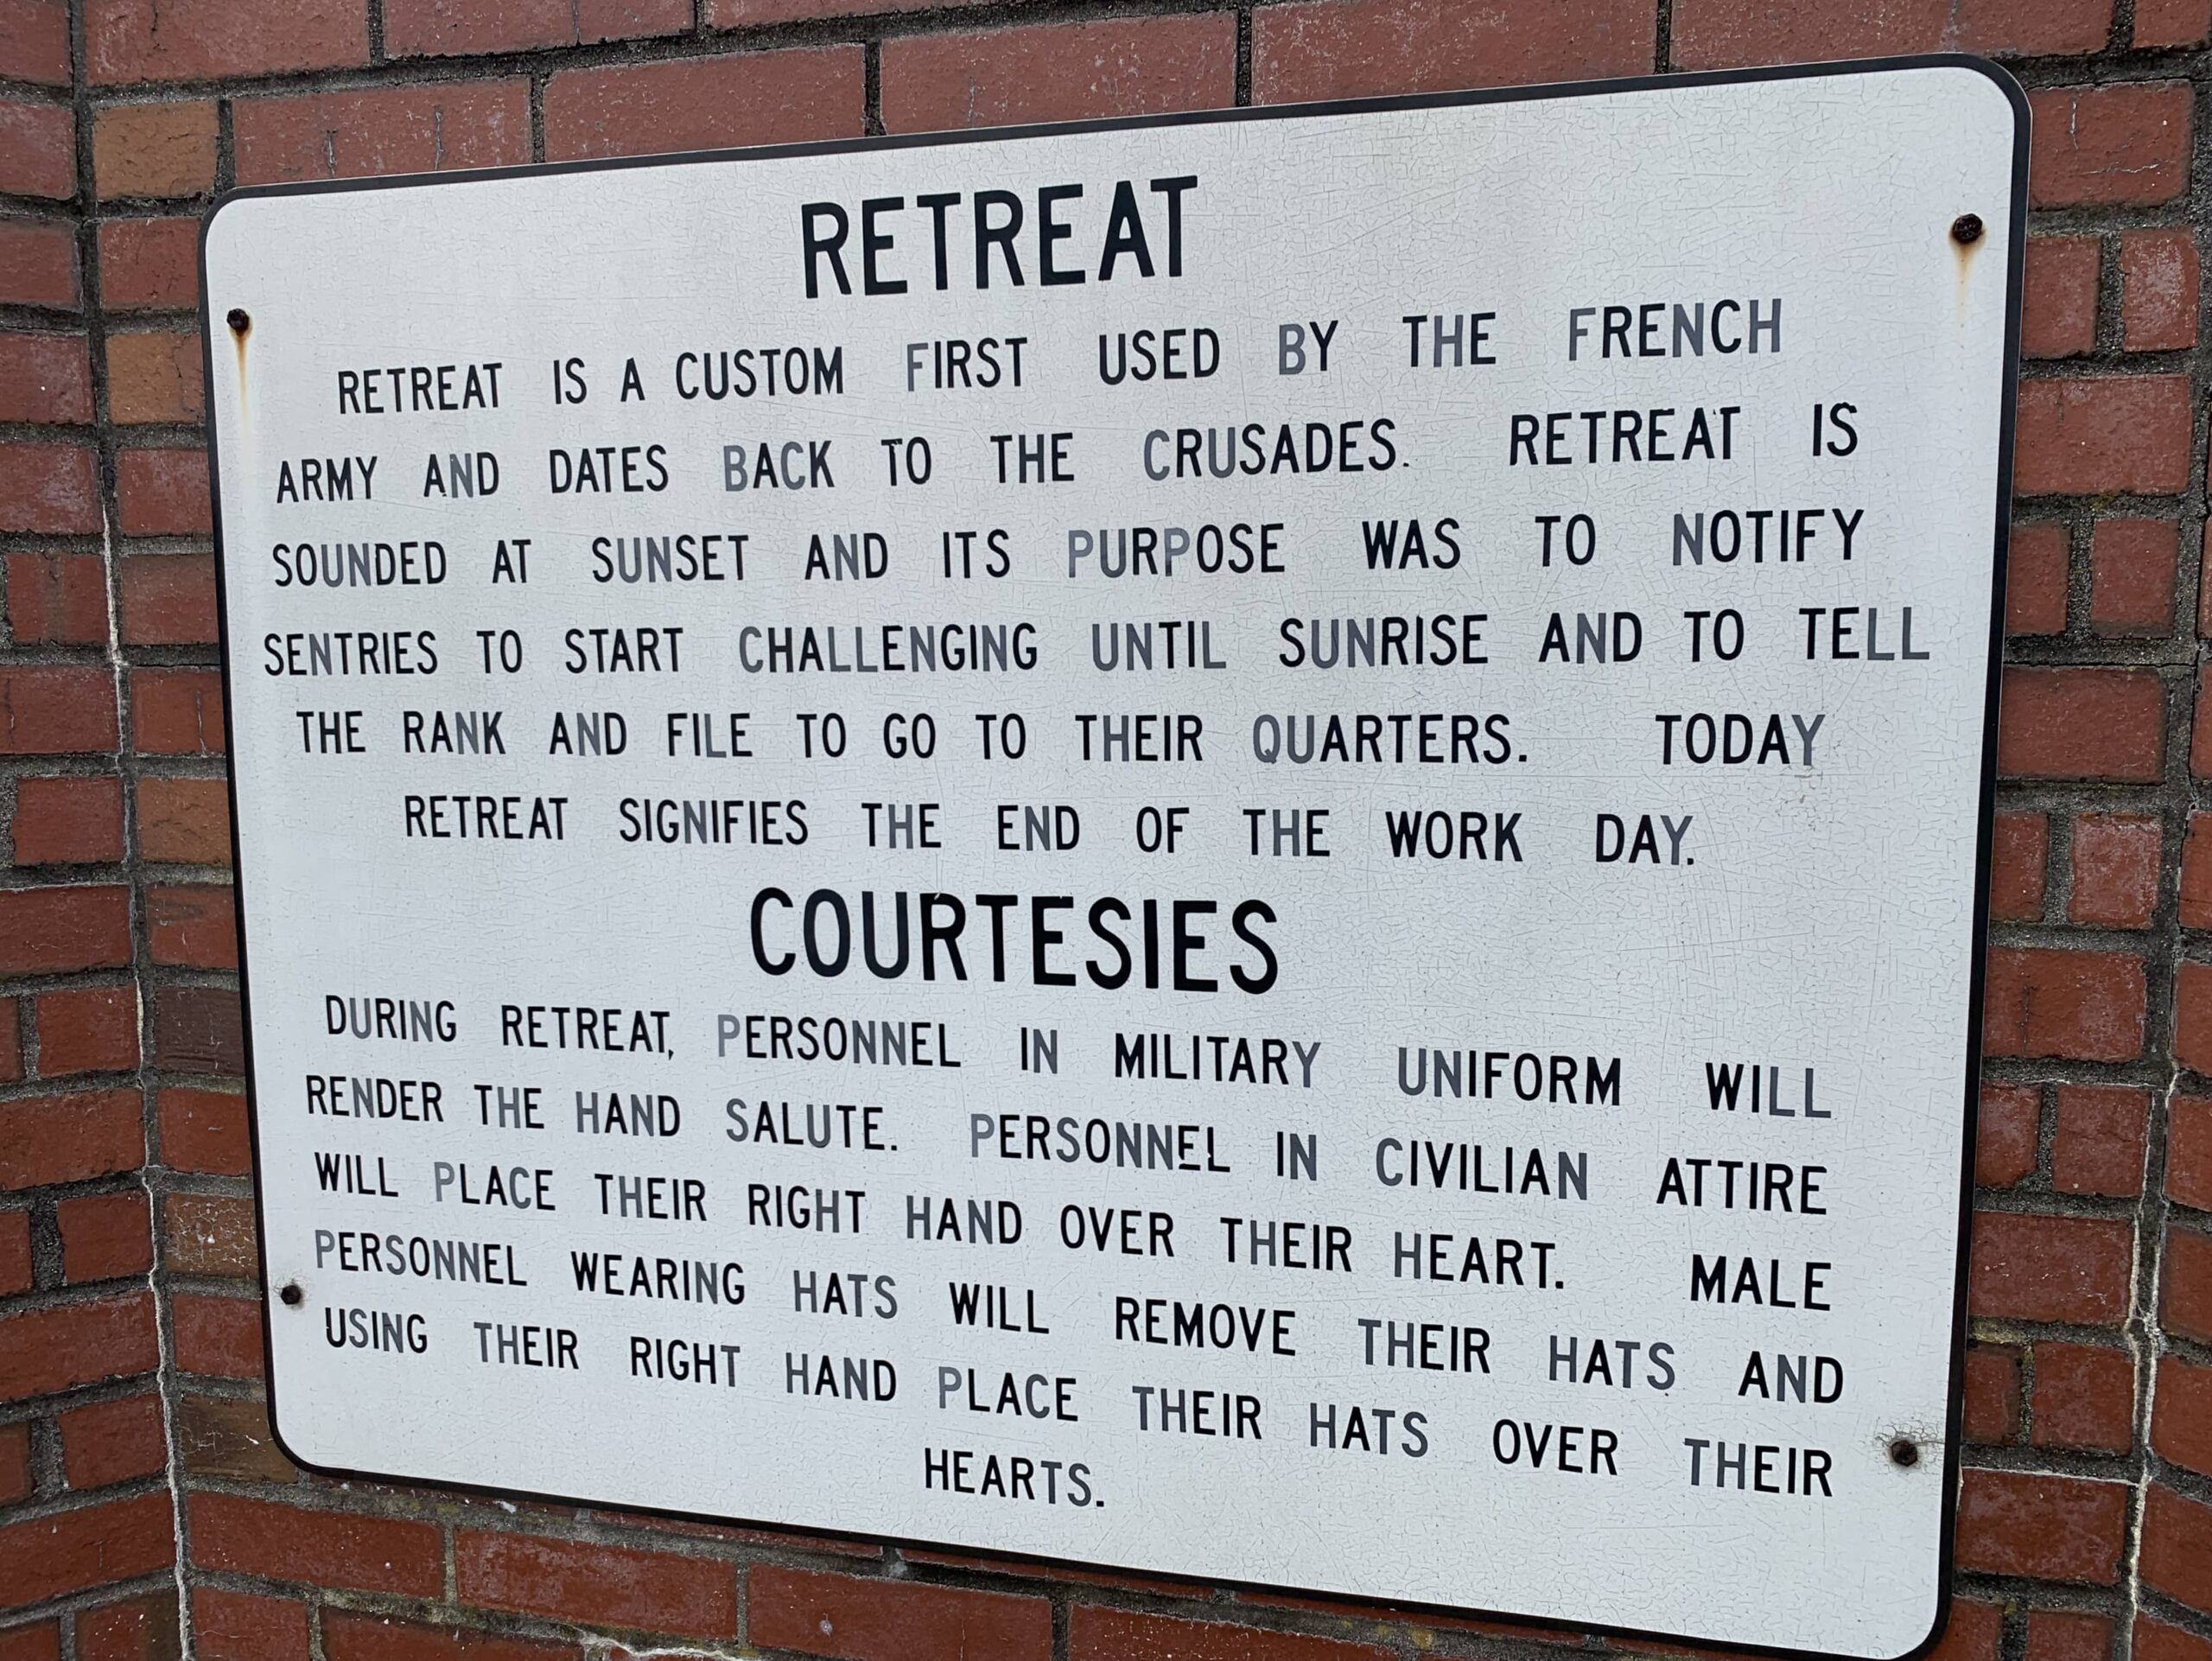 RETREAT
RETREAT IS A CUSTOM FIRST USED BY THE FRENCH
ARMY AND DATES BACK TO THE CRUSADES. RETREAT IS
SOUNDED AT SUNSET AND ITS PURPOSE WAS TO NOTIFY
SENTRIES TO START CHALLENGING UNTIL SUNRISE AND TO TELL
THE RANK AND FILE TO GO TO THEIR QUARTERS. TODAY
RETREAT SIGNIFIES THE END OF THE WORK DAY.
COURTESIES
DURING RETREAT, PERSONNEL IN MILITARY UNIFORM WILL
RENDER THE HAND SALUTE. PERSONNEL IN CIVILIAN ATTIRE
WILL PLACE THEIR RIGHT HAND OVER THEIR HEART. MALE
PERSONNEL WEARING HATS WILL REMOVE THEIR HATS AND
USING THEIR RIGHT HAND PLACE THEIR HATS OVER THEIR
HEARTS.